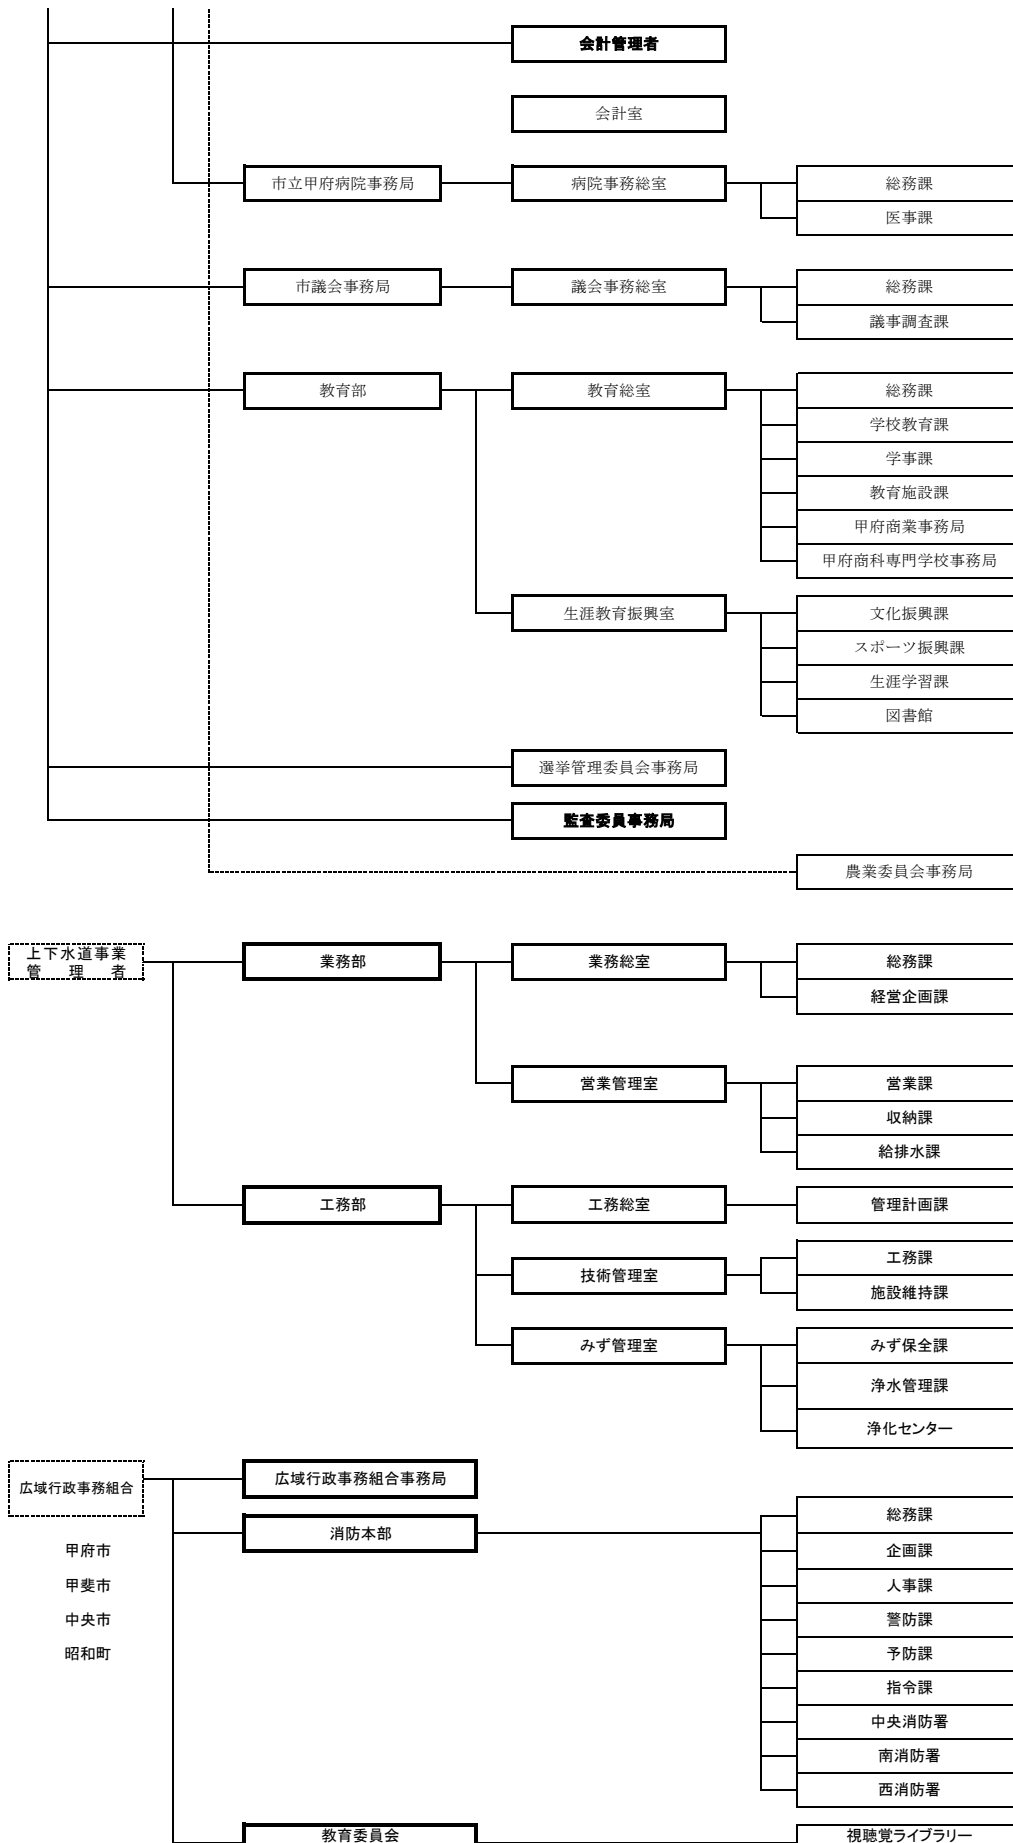 会計管理者
会計室
市立甲府病院事務局
病院事務総室
総務課
医事課
市議会事務局
議会事務総室
総務課
議事調査課
教育部
教育総室
総務課
学校教育課
学事課
教育施設課
甲府商業事務局
甲府商科専門学校事務局
生涯教育振興室
文化振興課
スポーツ振興課
生涯学習課
図書館
選挙管理委員会事務局
監査委員事務局
農業委員会事務局
上下水道事業
管 理 者
業務部
業務総室
総務課
経営企画課
営業管理室
営業課
収納課
給排水課
工務部
工務総室
管理計画課
技術管理室
工務課
施設維持課
みず管理室
みず保全課
浄水管理課
浄化センター
広域行政事務組合
甲府市
甲斐市
中央市
昭和町
広域行政事務組合事務局
消防本部
総務課
企画課
人事課
警防課
予防課
指令課
中央消防署
南消防署
西消防署
教育委員会
視聴覚ライブラリー